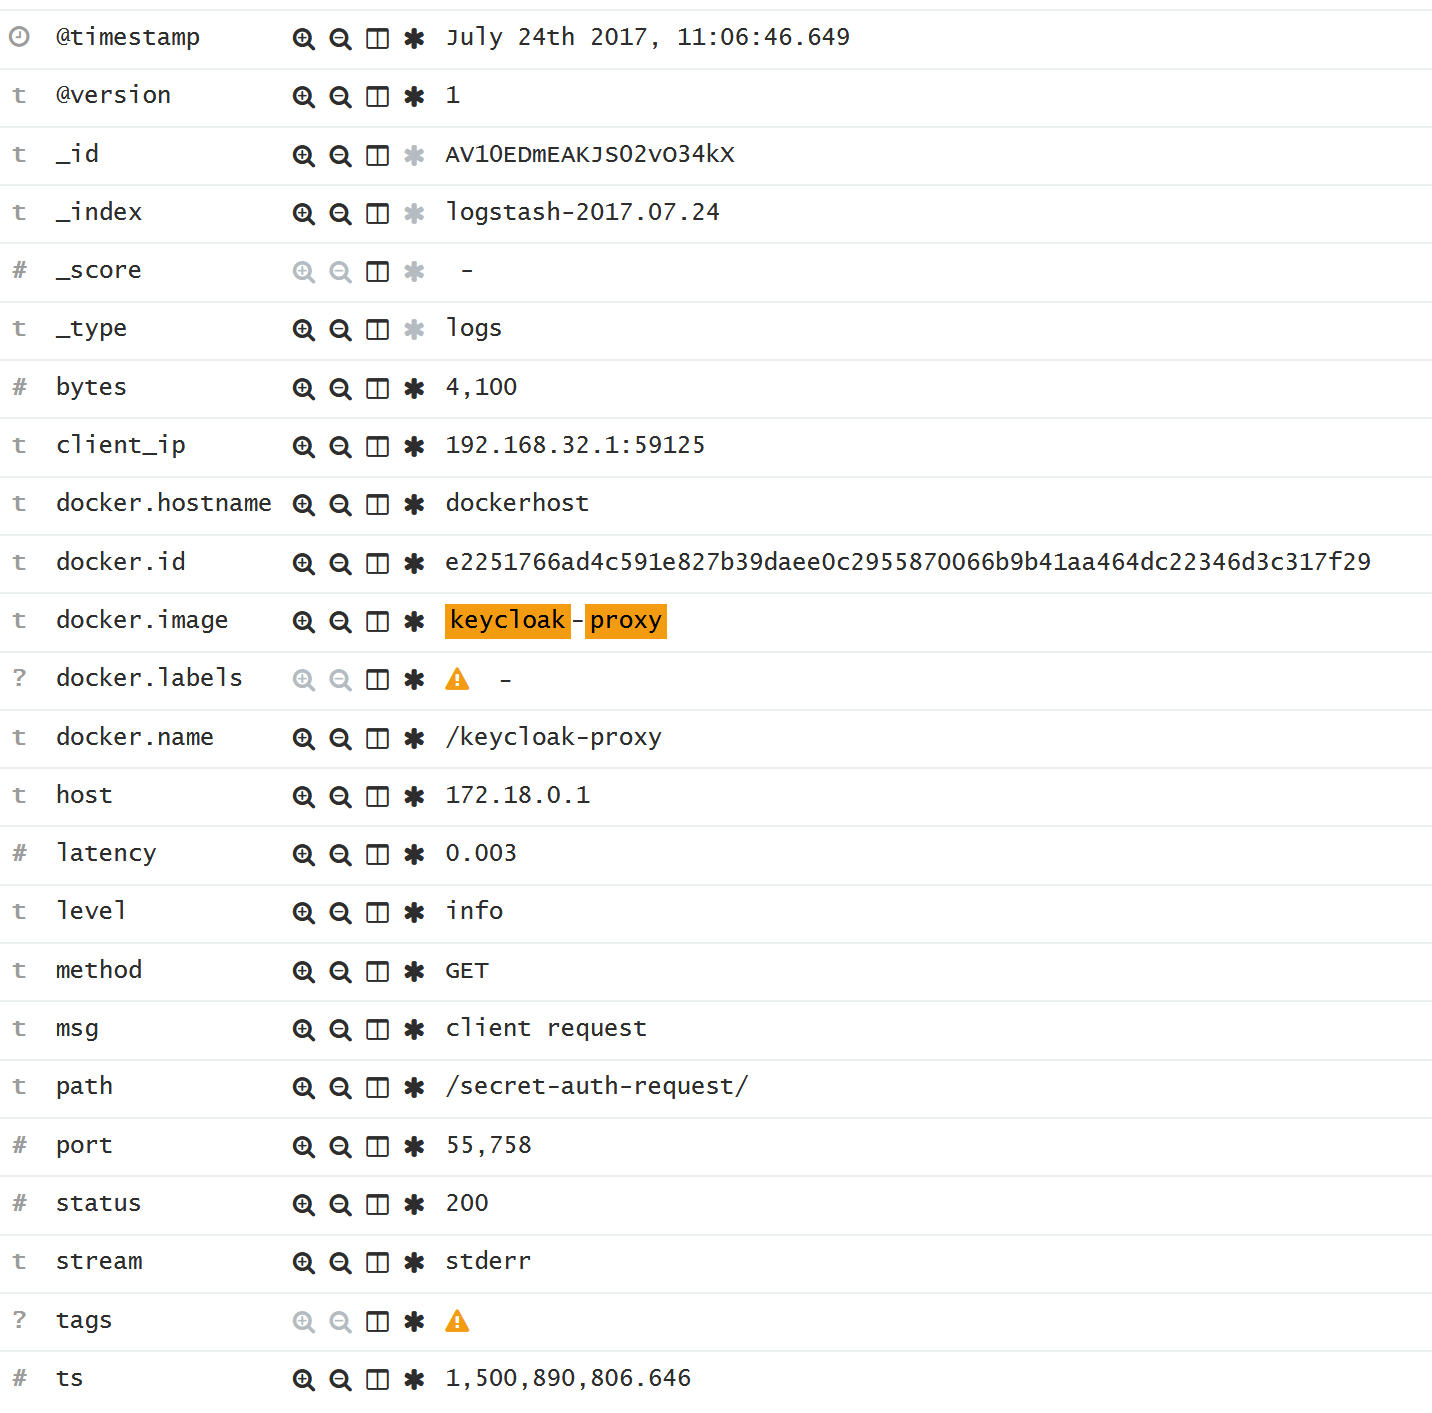 @timestamp July 24th 2017, 11:06:46.649
t @version 1
t _id AV10EDmEAKJS02vO34kX
t _index logstash-2017.07.24
# _score -
t _type logs
# bytes 4,100
t client_ip 192.168.32.1:59125
t docker.hostname dockerhost
t docker.id e2251766ad4c591e827b39daee0c2955870066b9b41aa464dc22346d3c317f29
t docker.image keycloak-proxy
? docker.labels -
t docker.name /keycloak-proxy
t host 172.18.0.1
# latency 0.003
t level info
t method GET
t msg client request
t path /secret-auth-request/
# port 55,758
# status 200
t stream stderr
? tags
# ts 1,500,890,806.646